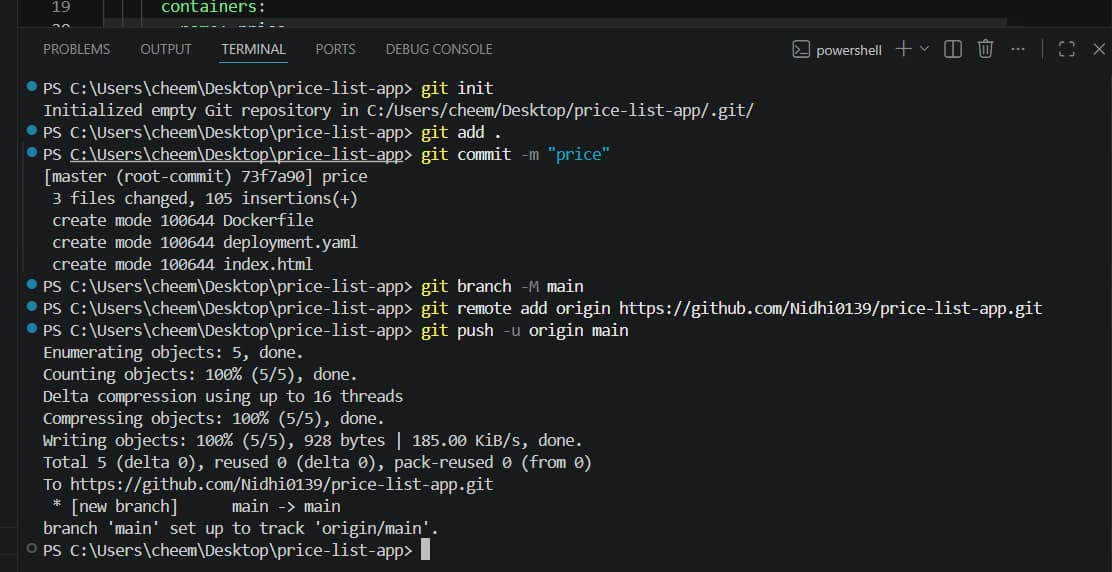 19 containers:
PROBLEMS OUTPUT TERMINAL PORTS DEBUG CONSOLE powershell
PS C:\Users\cheem\Desktop\price-list-app> git init
Initialized empty Git repository in C:/Users/cheem/Desktop/price-list-app/.git/
PS C:\Users\cheem\Desktop\price-list-app> git add .
PS C:\Users\cheem\Desktop\price-list-app> git commit -m "price"
[master (root-commit) 73f7a90] price
3 files changed, 105 insertions(+)
create mode 100644 Dockerfile
create mode 100644 deployment.yaml
create mode 100644 index.html
PS C:\Users\cheem\Desktop\price-list-app> git branch -M main
PS C:\Users\cheem\Desktop\price-list-app> git remote add origin https://github.com/Nidhi0139/price-list-app.git
PS C:\Users\cheem\Desktop\price-list-app> git push -u origin main
Enumerating objects: 5, done.
Counting objects: 100% (5/5), done.
Delta compression using up to 16 threads
Compressing objects: 100% (5/5), done.
Writing objects: 100% (5/5), 928 bytes | 185.00 KiB/s, done.
Total 5 (delta 0), reused 0 (delta 0), pack-reused 0 (from 0)
To https://github.com/Nidhi0139/price-list-app.git
* [new branch] main -> main
branch 'main' set up to track 'origin/main'.
PS C:\Users\cheem\Desktop\price-list-app>